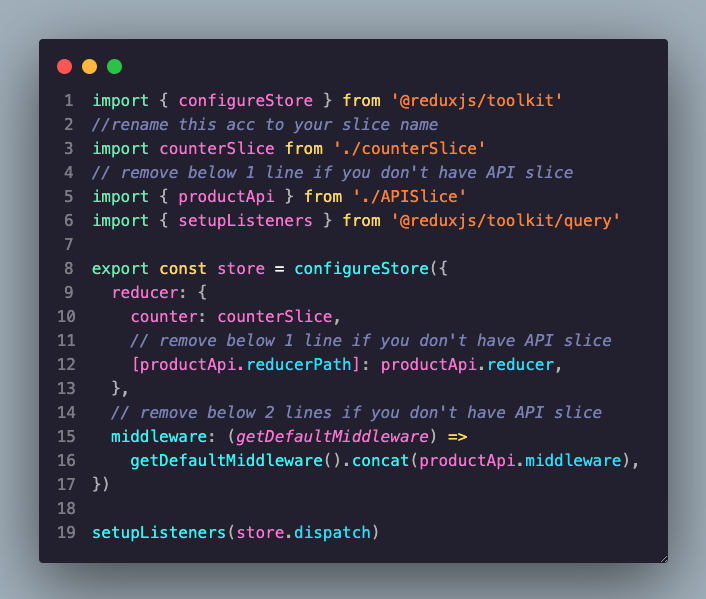 1 import { configureStore } from '@reduxjs/toolkit'
2 //rename this acc to your slice name
3 import counterSlice from './counterSlice'
4 // remove below 1 line if you don't have API slice
5 import { productApi } from './APISlice'
6 import { setupListeners } from '@reduxjs/toolkit/query'
7
8 export const store = configureStore({
9   reducer: {
10     counter: counterSlice,
11     // remove below 1 line if you don't have API slice
12     [productApi.reducerPath]: productApi.reducer,
13   },
14   // remove below 2 lines if you don't have API slice
15   middleware: (getDefaultMiddleware) =>
16     getDefaultMiddleware().concat(productApi.middleware),
17 })
18
19 setupListeners(store.dispatch)